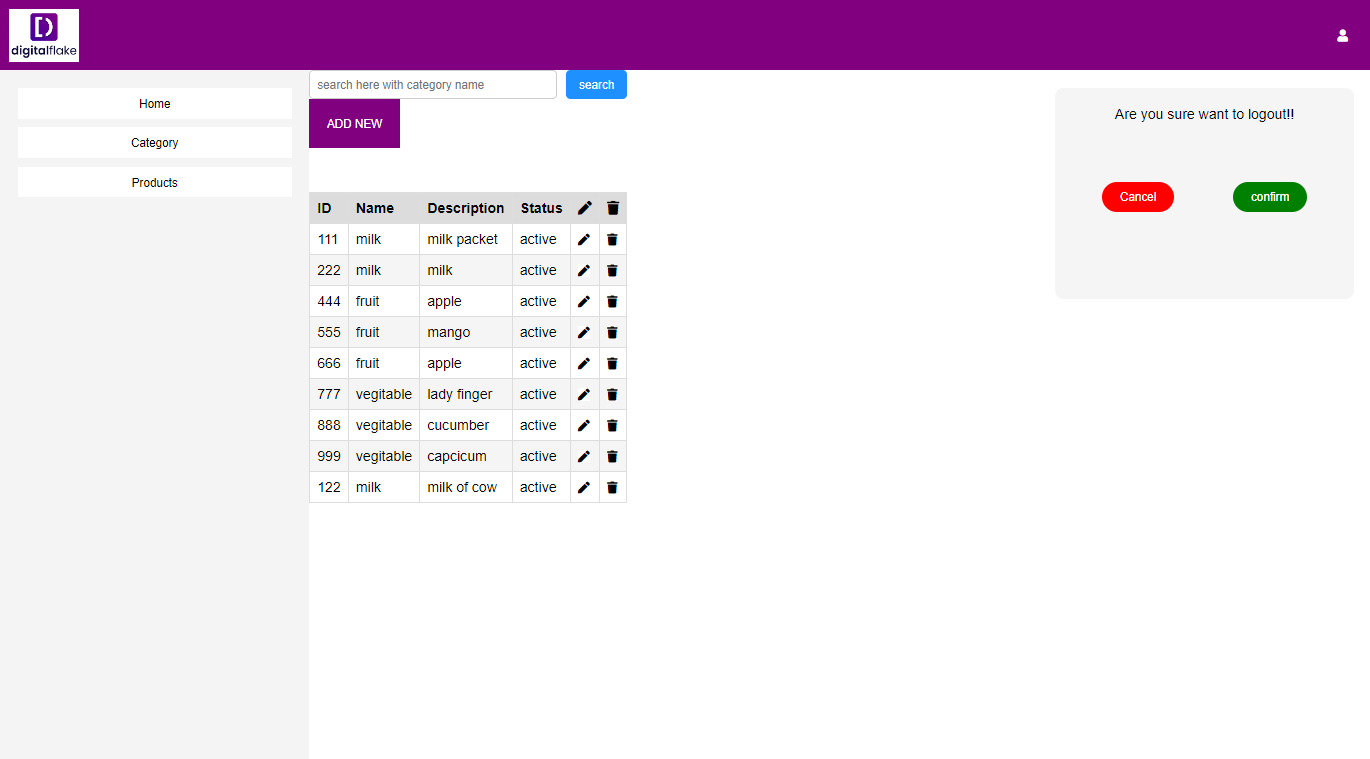 digitalflake
Home
Category
Products
search here with category name search
ADD NEW
ID Name Description Status
111 milk milk packet active
222 milk milk active
444 fruit apple active
555 fruit mango active
666 fruit apple active
777 vegitable lady finger active
888 vegitable cucumber active
999 vegitable capcicum active
122 milk milk of cow active
Are you sure want to logout!!
Cancel confirm